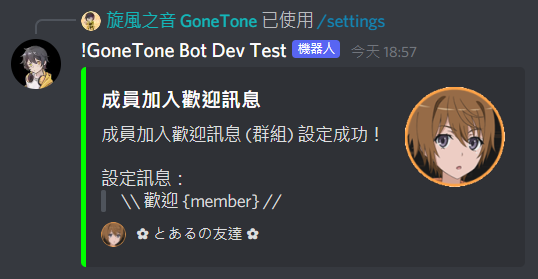 旋風之音 GoneTone 已使用 /settings
!GoneTone Bot Dev Test 機器人 今天 18:57
成員加入歡迎訊息
成員加入歡迎訊息 (群組) 設定成功！
設定訊息：
\\ 歡迎 {member} //
✿ とあるの友達 ✿